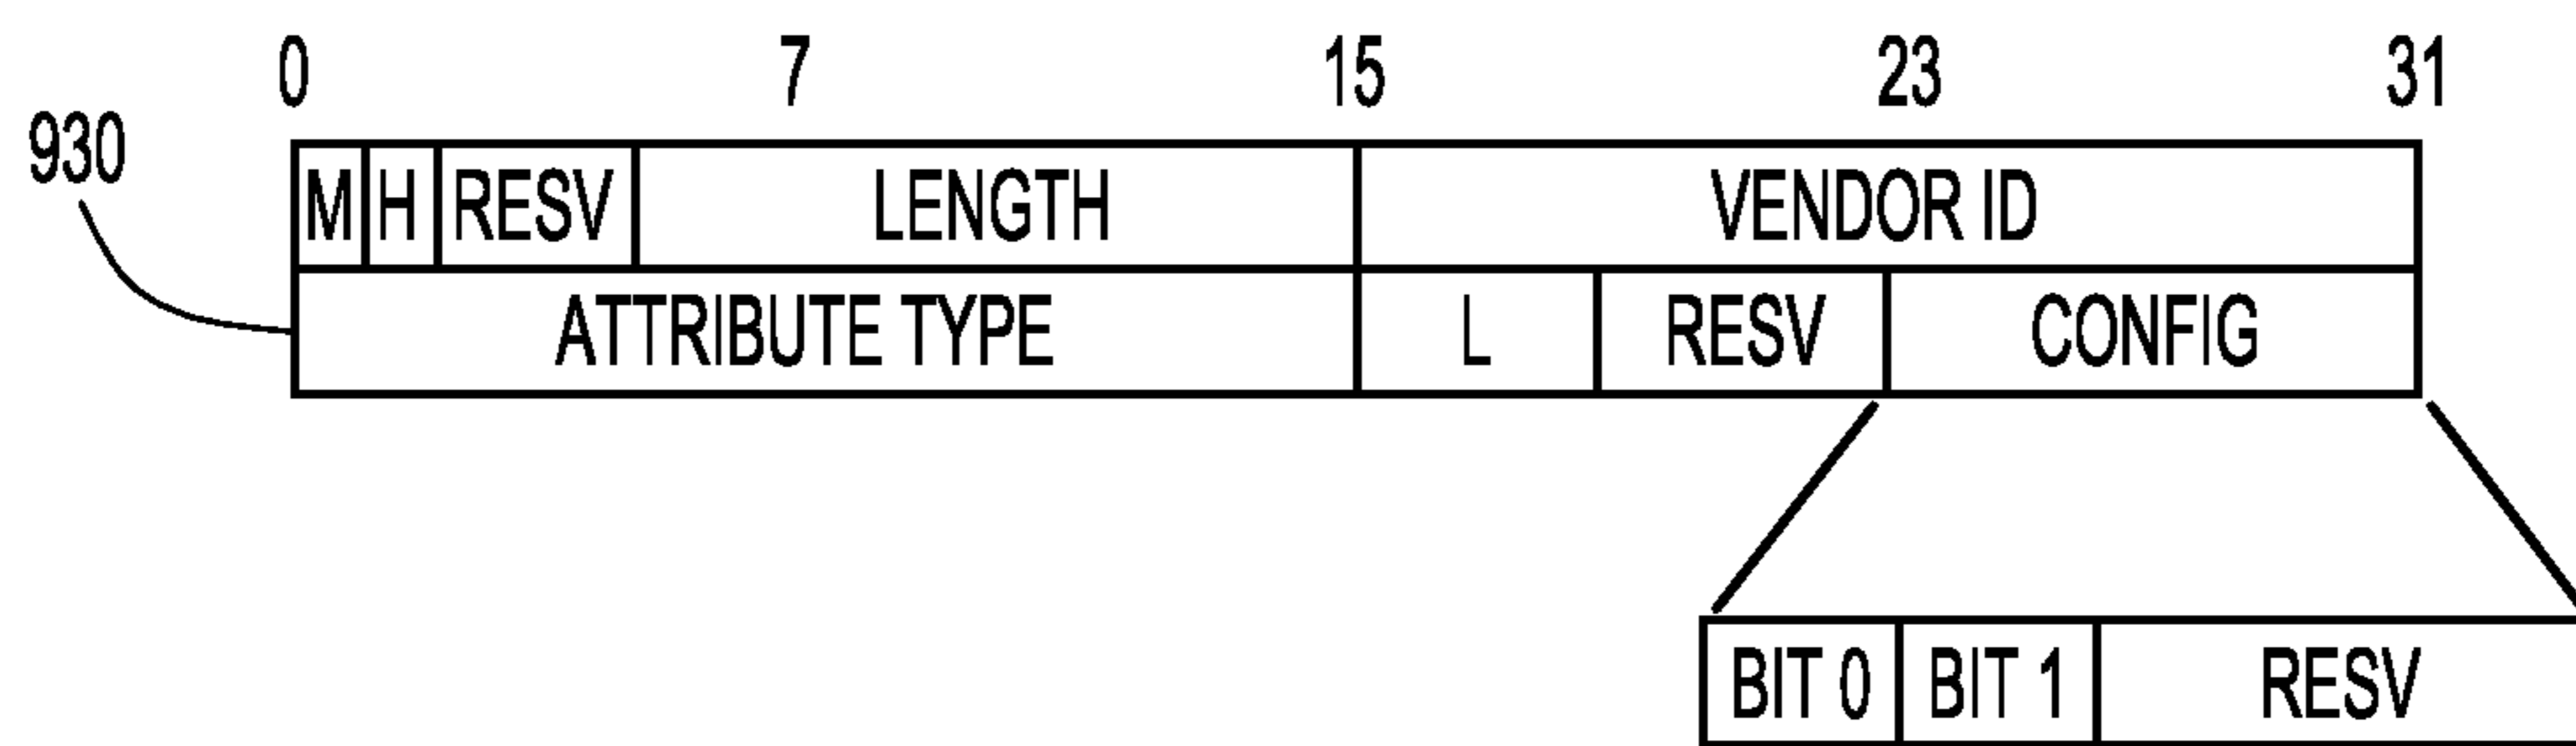 0 7 15 23 31
930
M H RESV LENGTH VENDOR ID
ATTRIBUTE TYPE L RESV CONFIG
BIT 0 BIT 1 RESV